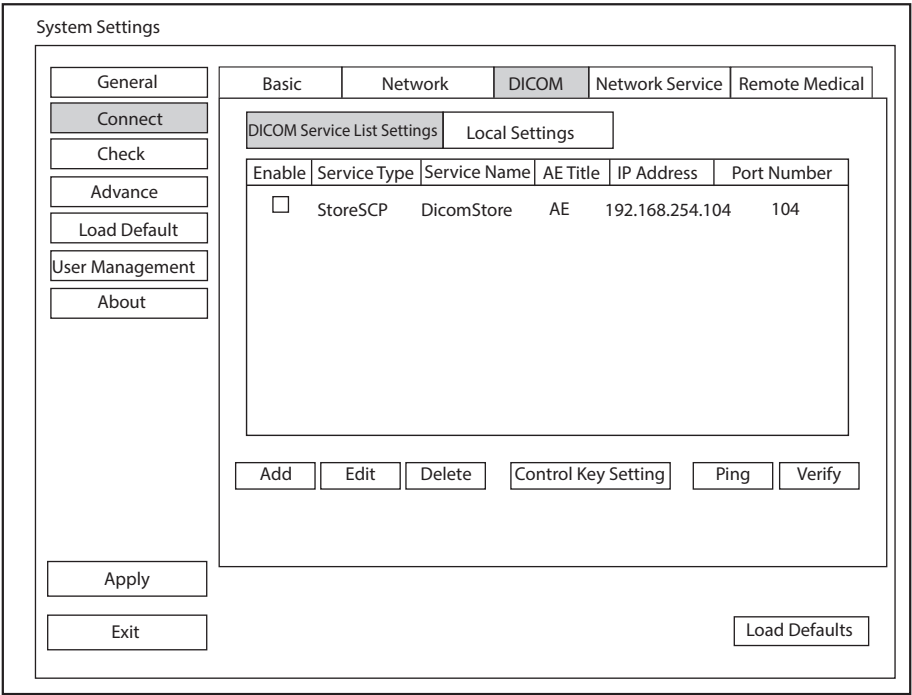 System Settings
General
Connect
Check
Advance
Load Default
User Management
About
Apply
Exit
Basic Network DICOM Network Service Remote Medical
DICOM Service List Settings Local Settings
Enable Service Type Service Name AE Title IP Address Port Number
StoreSCP DicomStore AE 192.168.254.104 104
Add Edit Delete Control Key Setting Ping Verify
Load Defaults